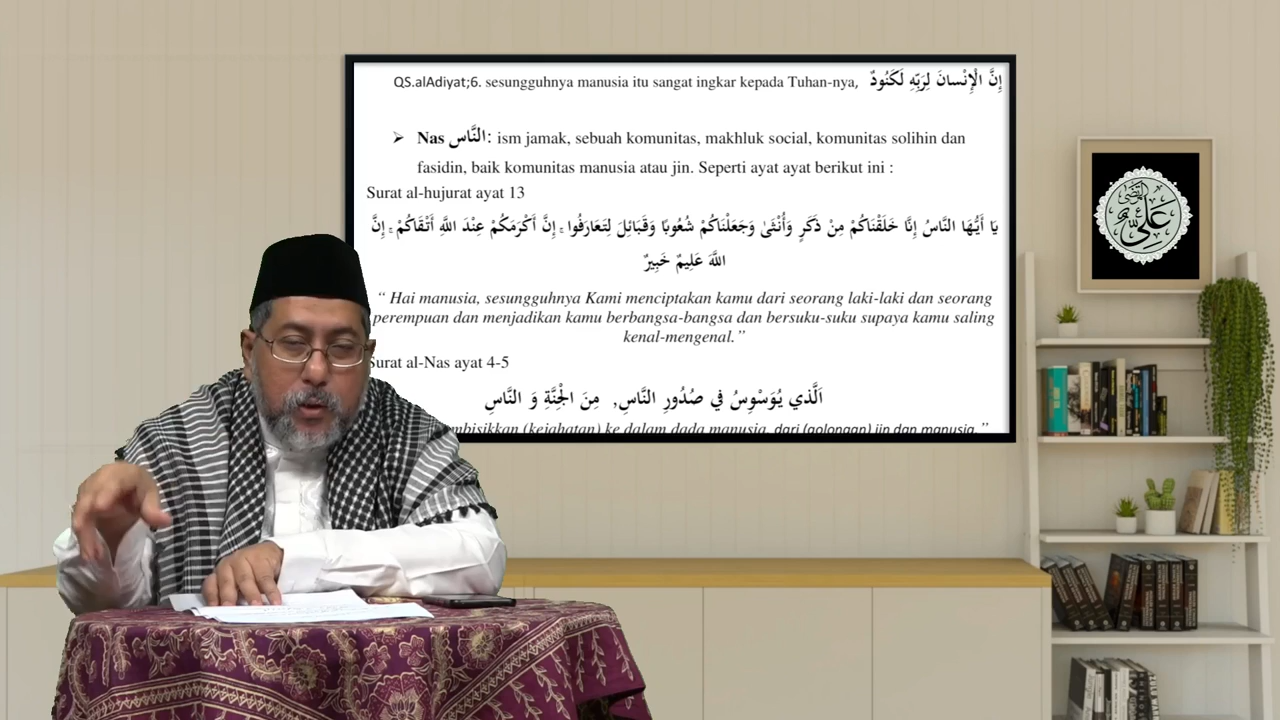 QS.alAdiyat;6. sesungguhnya manusia itu sangat ingkar kepada Tuhan-nya, إِنَّ الْإِنْسانَ لِرَبِّهِ لَكَنُودٌ
➢ Nas النَّاس: ism jamak, sebuah komunitas, makhluk social, komunitas solihin dan
fasidin, baik komunitas manusia atau jin. Seperti ayat ayat berikut ini :
Surat al-hujurat ayat 13
يَا أَيُّهَا النَّاسُ إِنَّا خَلَقْنَاكُمْ مِنْ ذَكَرٍ وَأُنْثَىٰ وَجَعَلْنَاكُمْ شُعُوبًا وَقَبَائِلَ لِتَعَارَفُوا ۚ إِنَّ أَكْرَمَكُمْ عِنْدَ اللَّهِ أَتْقَاكُمْ ۚ إِنَّ
اللَّهَ عَلِيمٌ خَبِيرٌ
“ Hai manusia, sesungguhnya Kami menciptakan kamu dari seorang laki-laki dan seorang
perempuan dan menjadikan kamu berbangsa-bangsa dan bersuku-suku supaya kamu saling
kenal-mengenal.”
Surat al-Nas ayat 4-5
اَلَّذي يُوَسْوِسُ في صُدُورِ النَّاسِ, مِنَ الْجِنَّةِ وَ النَّاسِ
(kejahatan) ke dalam dada manusia, dari (golongan) jin dan manusia.”
عَلِيّ
المرتضى